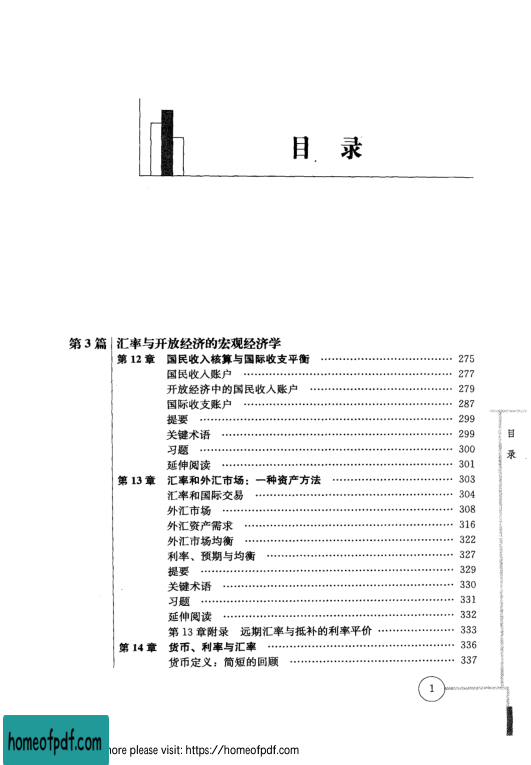 目 录
第 3 篇 汇率与开放经济的宏观经济学
第 12 章 国民收入核算与国际收支平衡 ………………………… 275
国民收入账户 ………………………… 277
开放经济中的国民收入账户 ………………………… 279
国际收支账户 ………………………… 287
提要 ………………………… 299
关键术语 ………………………… 299
习题 ………………………… 300
延伸阅读 ………………………… 301
第 13 章 汇率和外汇市场：一种资产方法 ………………………… 303
汇率和国际交易 ………………………… 304
外汇市场 ………………………… 308
外汇资产需求 ………………………… 316
外汇市场均衡 ………………………… 322
利率、预期与均衡 ………………………… 327
提要 ………………………… 329
关键术语 ………………………… 330
习题 ………………………… 331
延伸阅读 ………………………… 332
第 13 章附录 远期汇率与抵补的利率平价 ……………… 333
第 14 章 货币、利率与汇率 ………………………… 336
货币定义：简短的回顾 ………………………… 337
目
录
1
homeofpdf.com
more please visit: https://homeofpdf.com